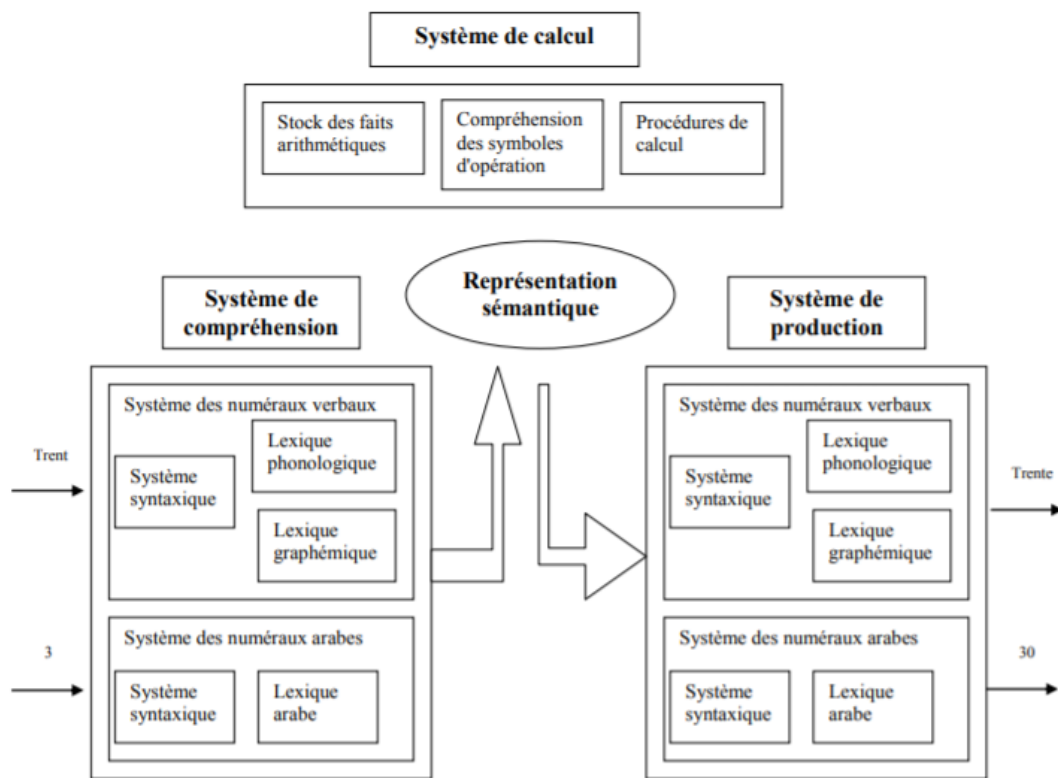 Système de calcul
Stock des faits
arithmétiques
Compréhension
des symboles
d'opération
Procédures de
calcul
Représentation
sémantique
Système de
compréhension
Système de
production
Système des numéraux verbaux
Lexique
phonologique
Système
syntaxique
Lexique
graphémique
Trent
Système des numéraux arabes
Système
syntaxique
Lexique
arabe
3
Système des numéraux verbaux
Lexique
phonologique
Système
syntaxique
Lexique
graphémique
Trente
Système des numéraux arabes
Système
syntaxique
Lexique
arabe
30